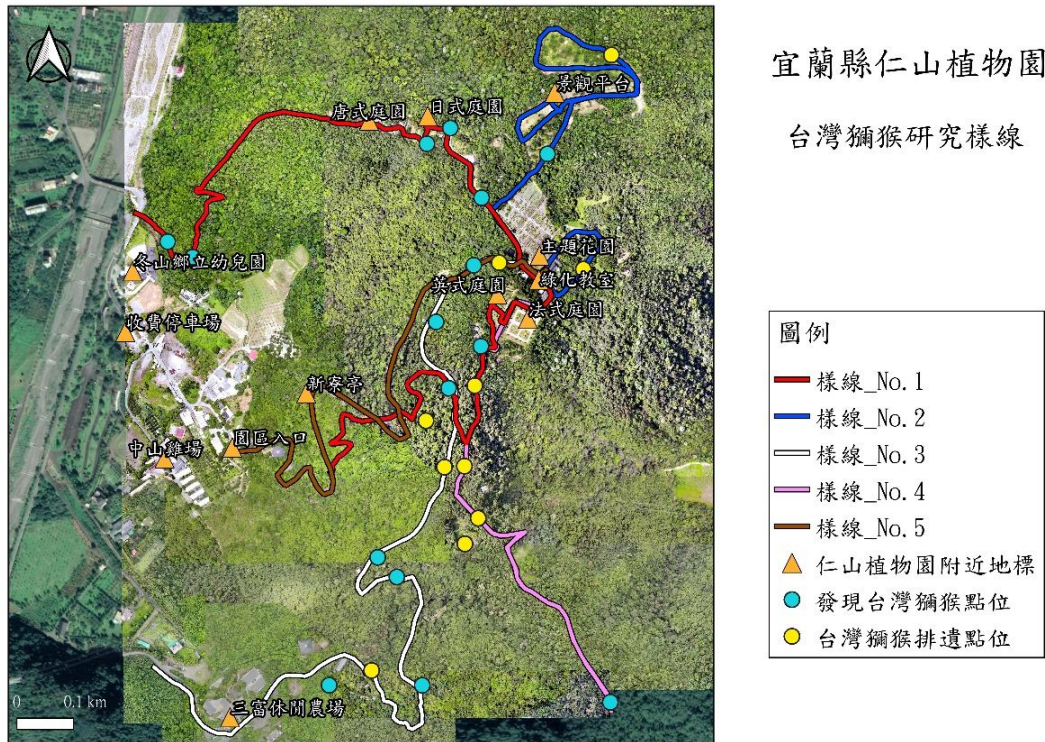 宜蘭縣仁山植物園
台灣獼猴研究樣線
景觀平台
唐式庭園
日式庭園
主題花園
冬山鄉立幼兒園
英式庭園
綠化教室
法式庭園
收費停車場
新寮亭
中山雞場
園區入口
三富休閒農場
0 0.1 km
圖例
樣線_No.1
樣線_No.2
樣線_No.3
樣線_No.4
樣線_No.5
仁山植物園附近地標
發現台灣獼猴點位
台灣獼猴排遺點位